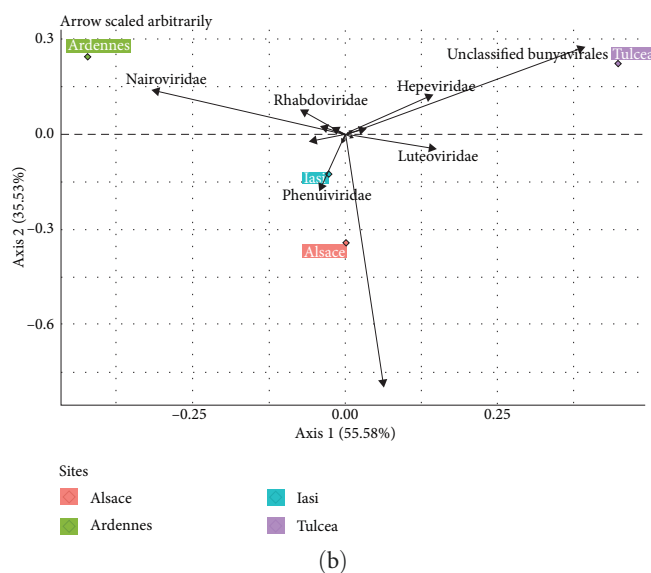 Arrow scaled arbitrarily
0.3
Ardennes
Unclassified bunyavirales
Tulcea
Nairoviridae
Hepeviridae
Rhabdoviridae
0.0
Luteoviridae
Iasi
Phenuiviridae
Axis 2 (35.53%)
–0.3
Alsace
–0.6
–0.25
0.00
0.25
Axis 1 (55.58%)
Sites
Alsace
Iasi
Ardennes
Tulcea
(b)